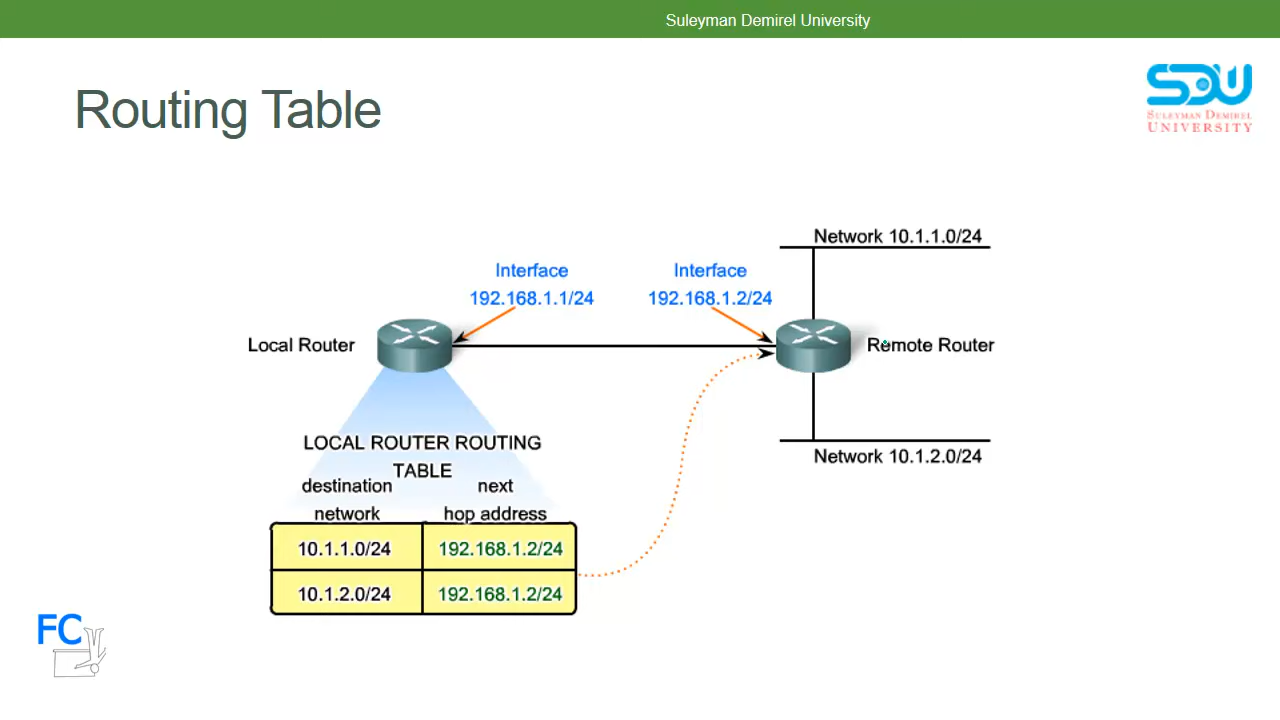 Suleyman Demirel University
Routing Table
SDU
SULEYMAN DEMIREL
UNIVERSITY
Network 10.1.1.0/24
Interface
192.168.1.1/24
Interface
192.168.1.2/24
Local Router
Remote Router
LOCAL ROUTER ROUTING
TABLE
destination
network
next
hop address
10.1.1.0/24
192.168.1.2/24
10.1.2.0/24
192.168.1.2/24
Network 10.1.2.0/24
FC